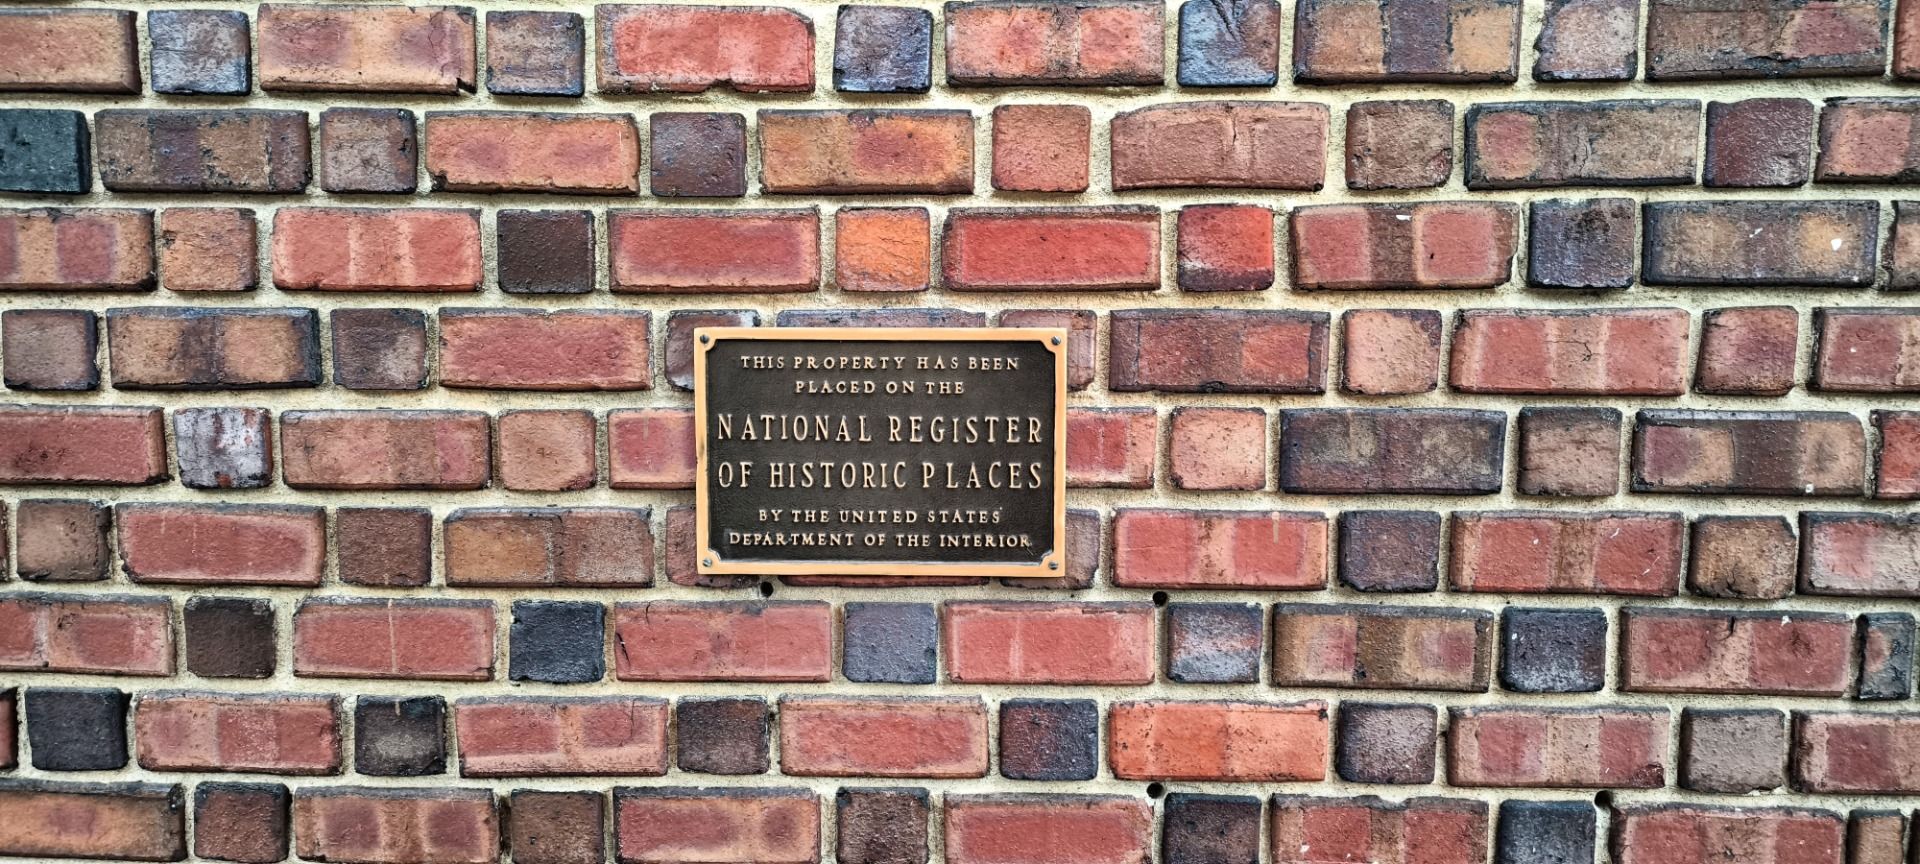 THIS PROPERTY HAS BEEN
PLACED ON THE
NATIONAL REGISTER
OF HISTORIC PLACES
BY THE UNITED STATES
DEPARTMENT OF THE INTERIOR